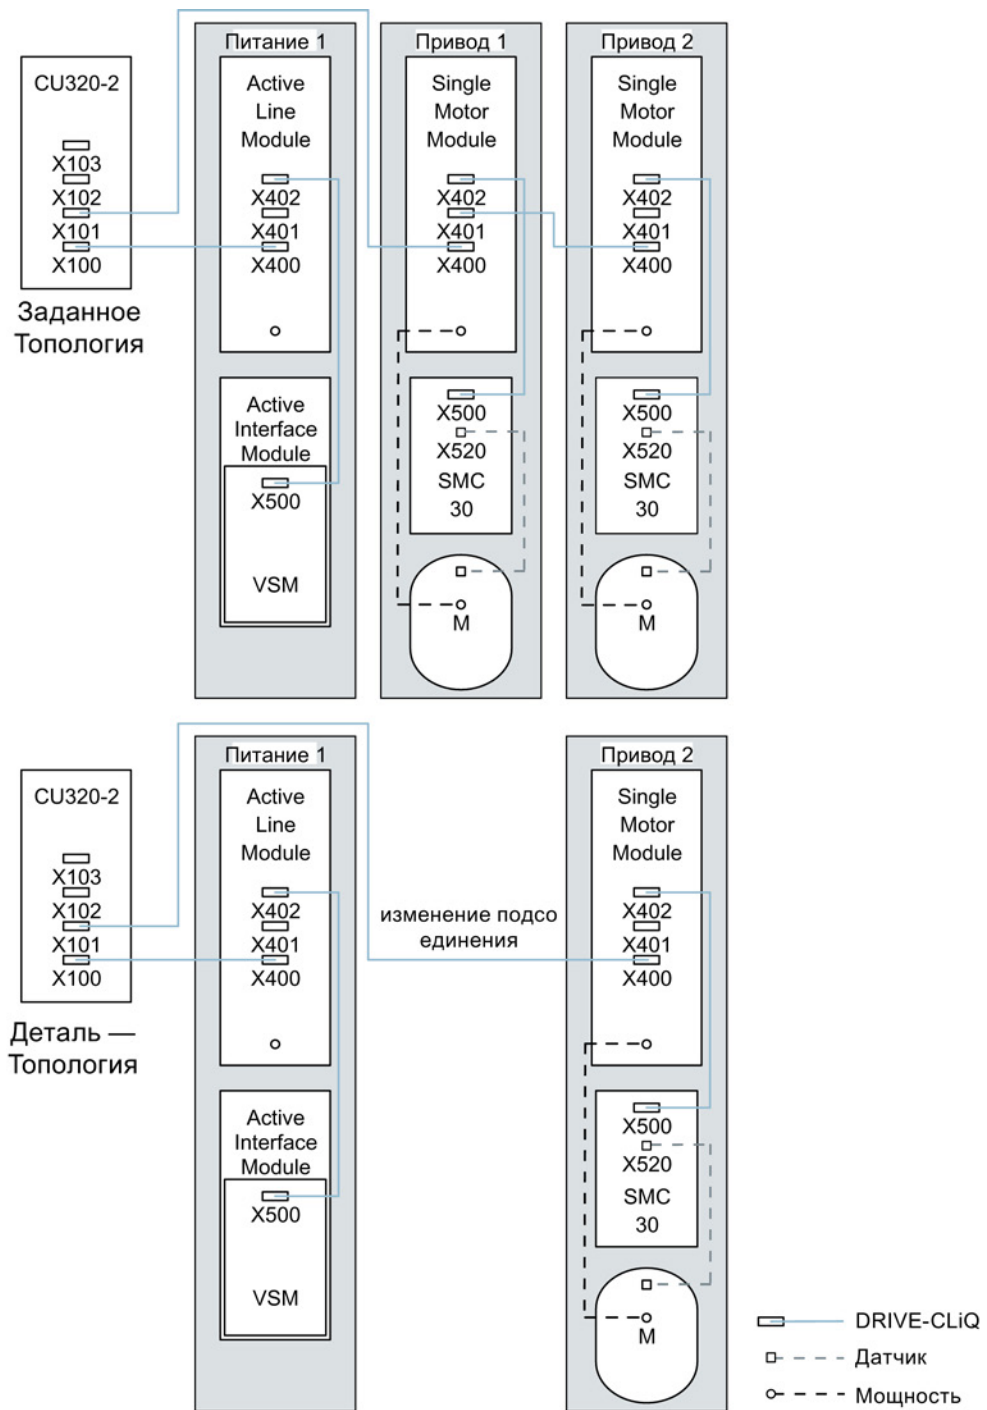 Питание 1
Привод 1
Привод 2
CU320-2
X103
X102
X101
X100
Заданное
Топология
Active
Line
Module
X402
X401
X400
Active
Interface
Module
X500
VSM
Single
Motor
Module
X402
X401
X400
X500
X520
SMC
30
M
Single
Motor
Module
X402
X401
X400
X500
X520
SMC
30
M
Питание 1
Привод 2
CU320-2
X103
X102
X101
X100
Деталь —
Топология
Active
Line
Module
X402
X401
X400
Active
Interface
Module
X500
VSM
изменение подсо
единения
Single
Motor
Module
X402
X401
X400
X500
X520
SMC
30
M
DRIVE-CLiQ
Датчик
Мощность